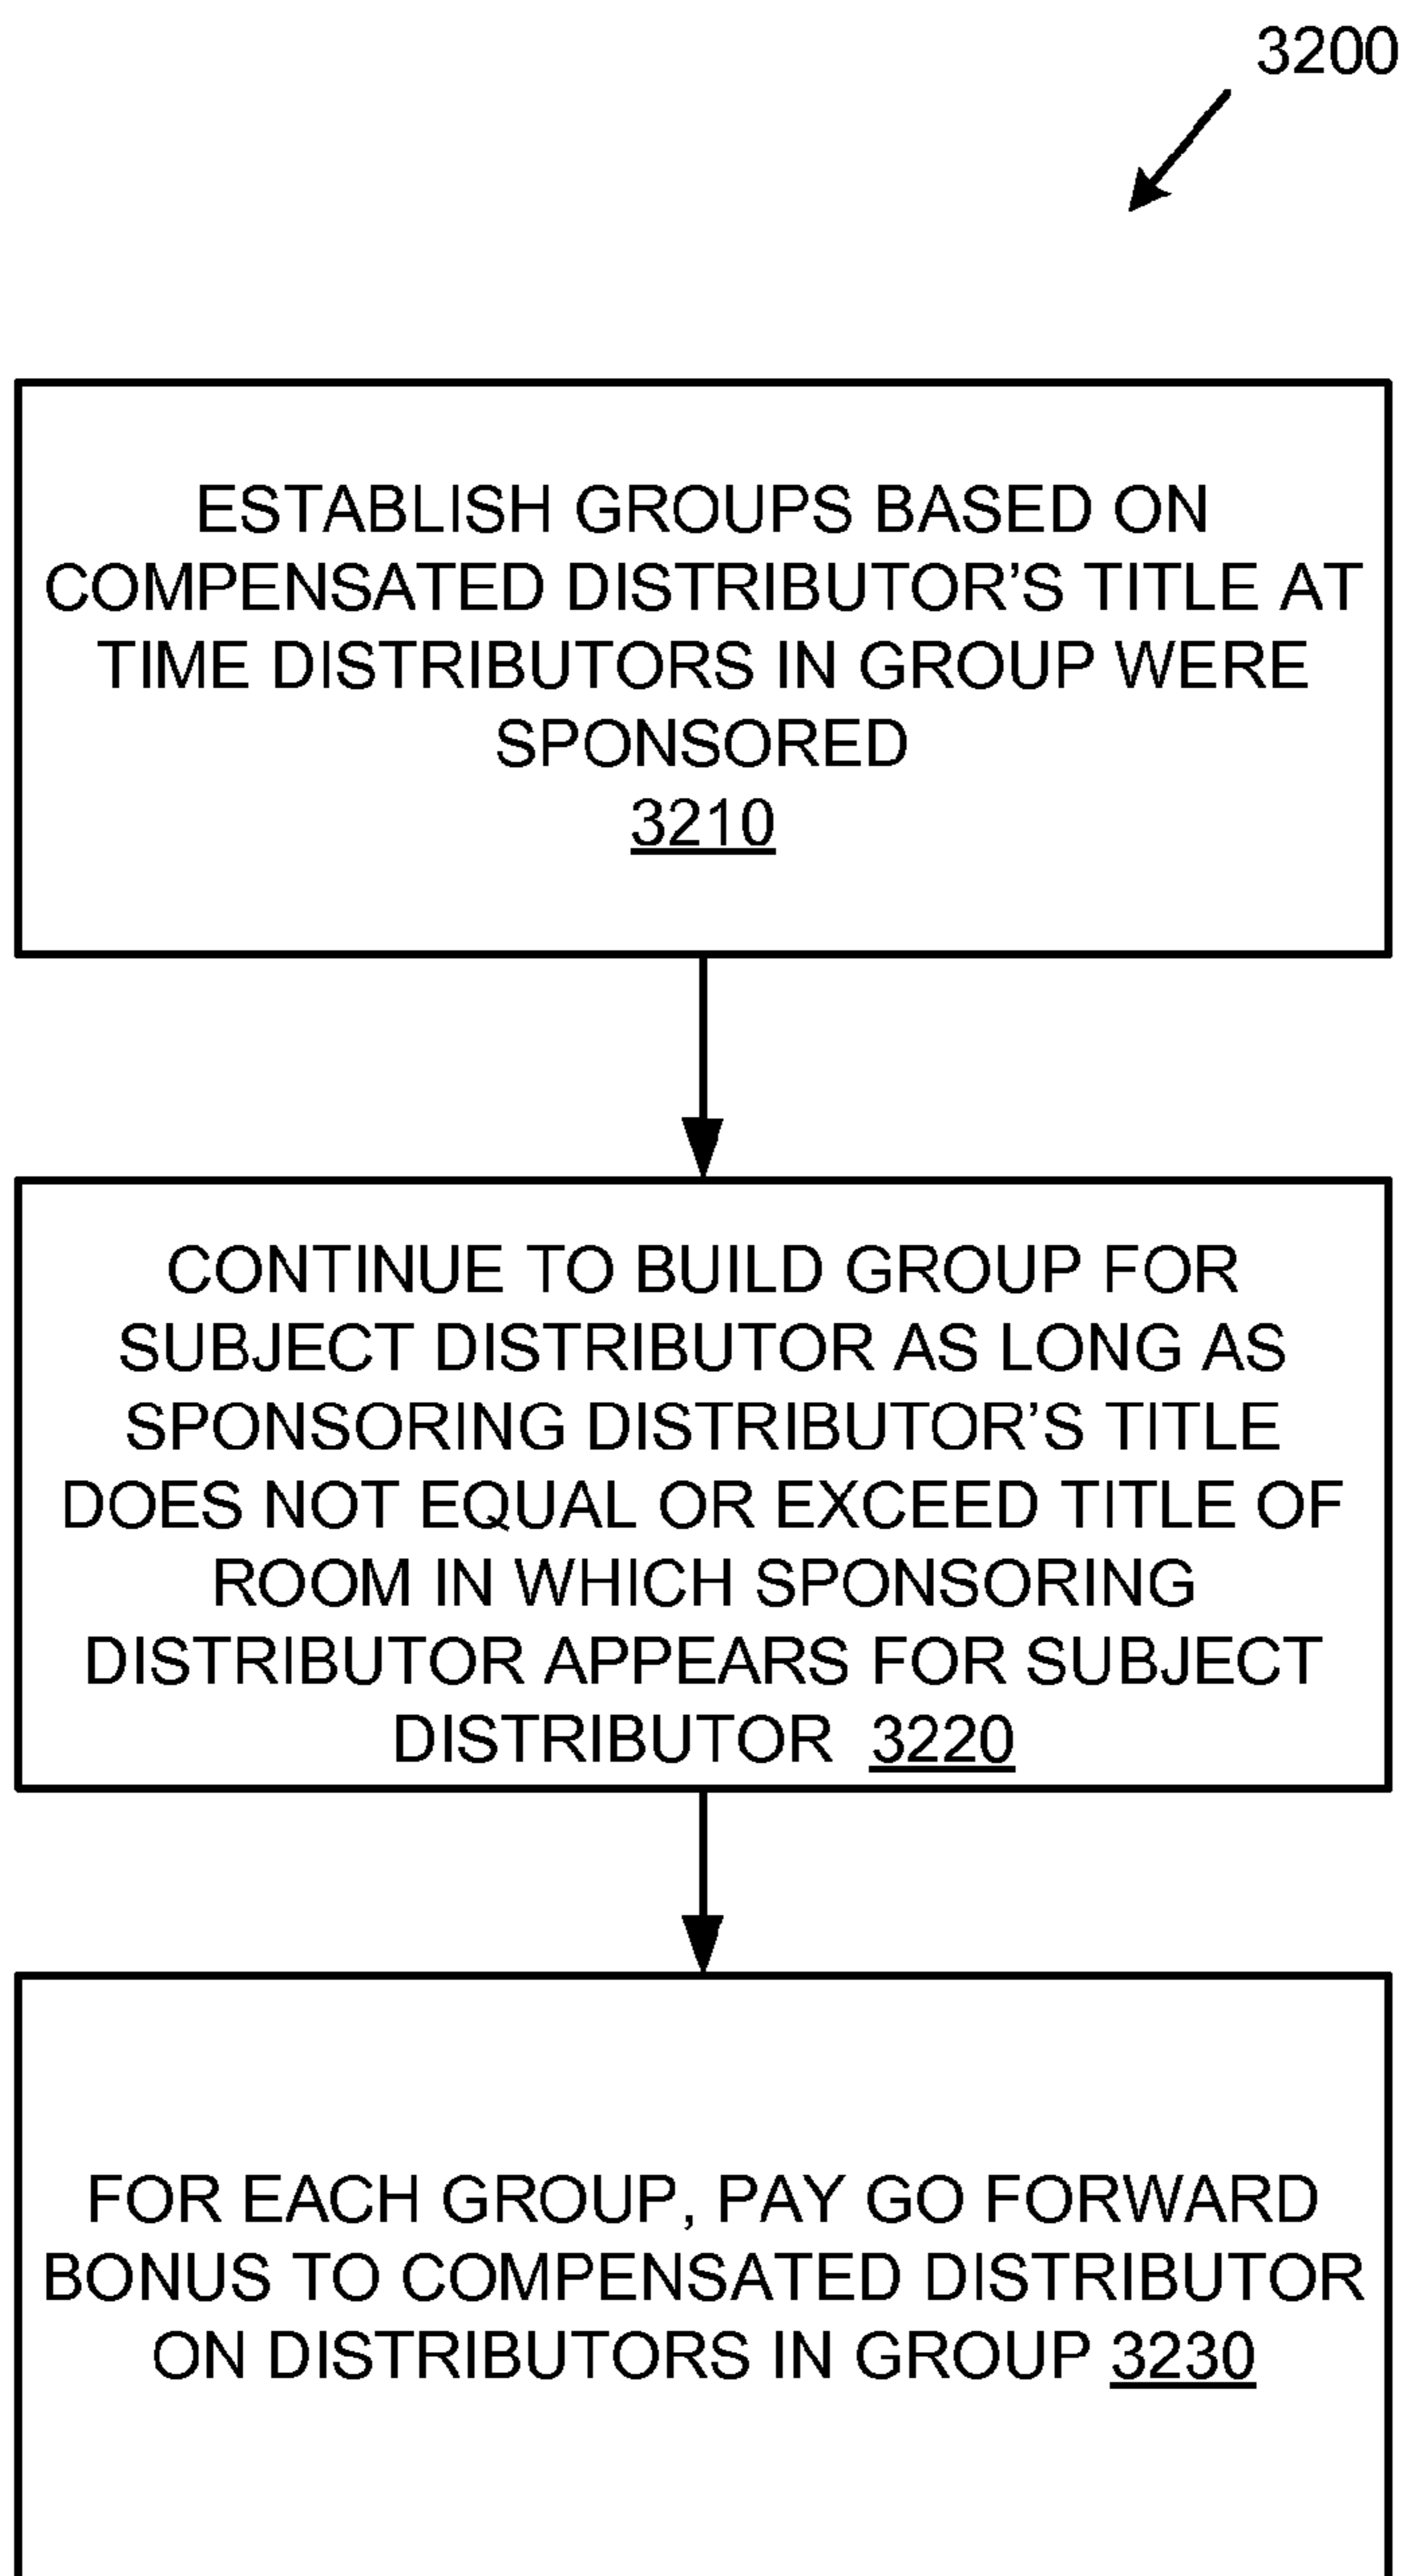 3200
ESTABLISH GROUPS BASED ON
COMPENSATED DISTRIBUTOR’S TITLE AT
TIME DISTRIBUTORS IN GROUP WERE
SPONSORED
3210
CONTINUE TO BUILD GROUP FOR
SUBJECT DISTRIBUTOR AS LONG AS
SPONSORING DISTRIBUTOR’S TITLE
DOES NOT EQUAL OR EXCEED TITLE OF
ROOM IN WHICH SPONSORING
DISTRIBUTOR APPEARS FOR SUBJECT
DISTRIBUTOR 3220
FOR EACH GROUP, PAY GO FORWARD
BONUS TO COMPENSATED DISTRIBUTOR
ON DISTRIBUTORS IN GROUP 3230